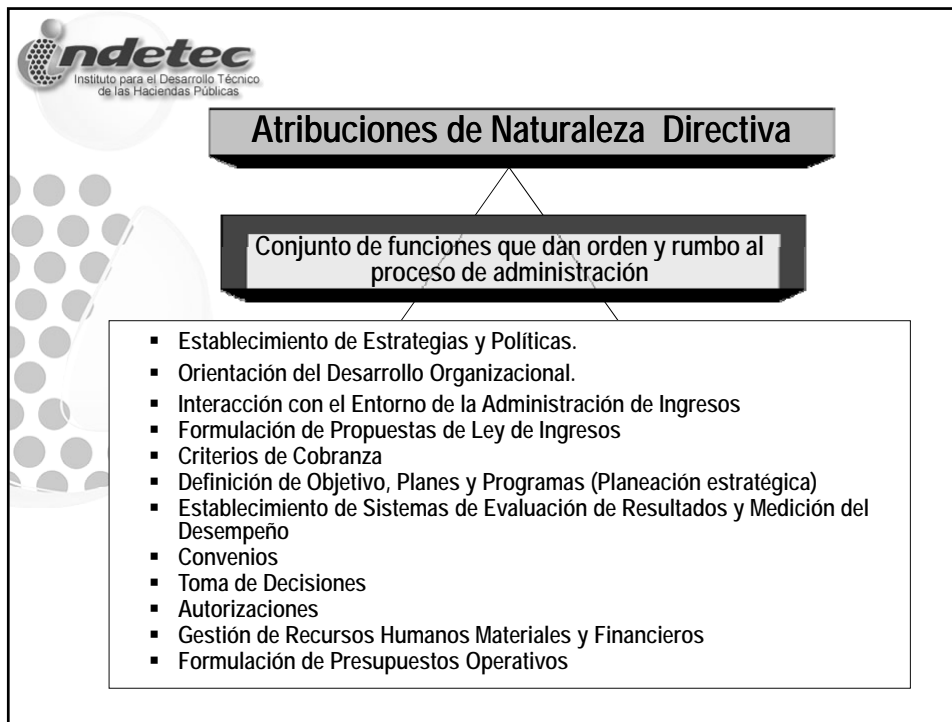 indetec
Instituto para el Desarrollo Técnico
de las Haciendas Públicas
Atribuciones de Naturaleza Directiva
Conjunto de funciones que dan orden y rumbo al
proceso de administración
▪ Establecimiento de Estrategias y Políticas.
▪ Orientación del Desarrollo Organizacional.
▪ Interacción con el Entorno de la Administración de Ingresos
▪ Formulación de Propuestas de Ley de Ingresos
▪ Criterios de Cobranza
▪ Definición de Objetivo, Planes y Programas (Planeación estratégica)
▪ Establecimiento de Sistemas de Evaluación de Resultados y Medición del
Desempeño
▪ Convenios
▪ Toma de Decisiones
▪ Autorizaciones
▪ Gestión de Recursos Humanos Materiales y Financieros
▪ Formulación de Presupuestos Operativos